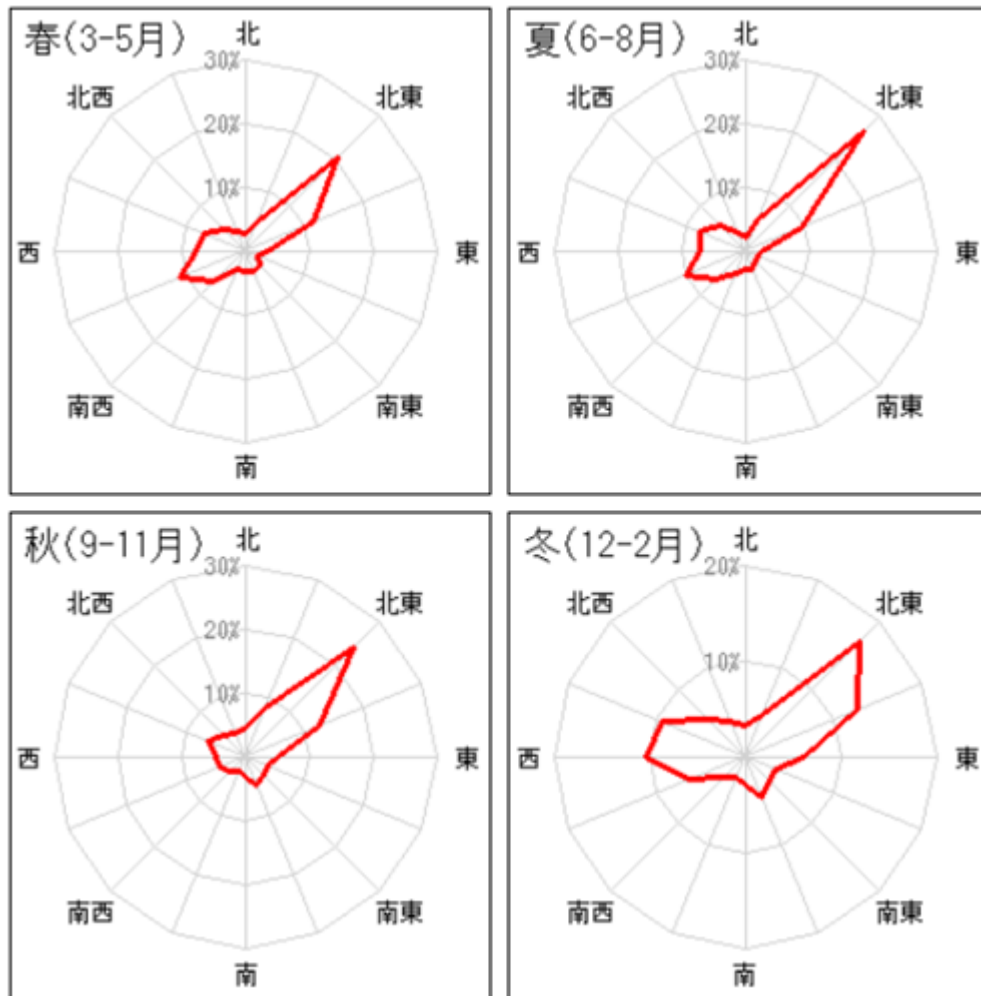 春(3-5月)
北
30%
20%
10%
北西
北東
西
東
南西
南東
南
夏(6-8月)
北
30%
20%
10%
北西
北東
西
東
南西
南東
南
秋(9-11月)
北
30%
20%
10%
北西
北東
西
東
南西
南東
南
冬(12-2月)
北
20%
10%
北西
北東
西
東
南西
南東
南